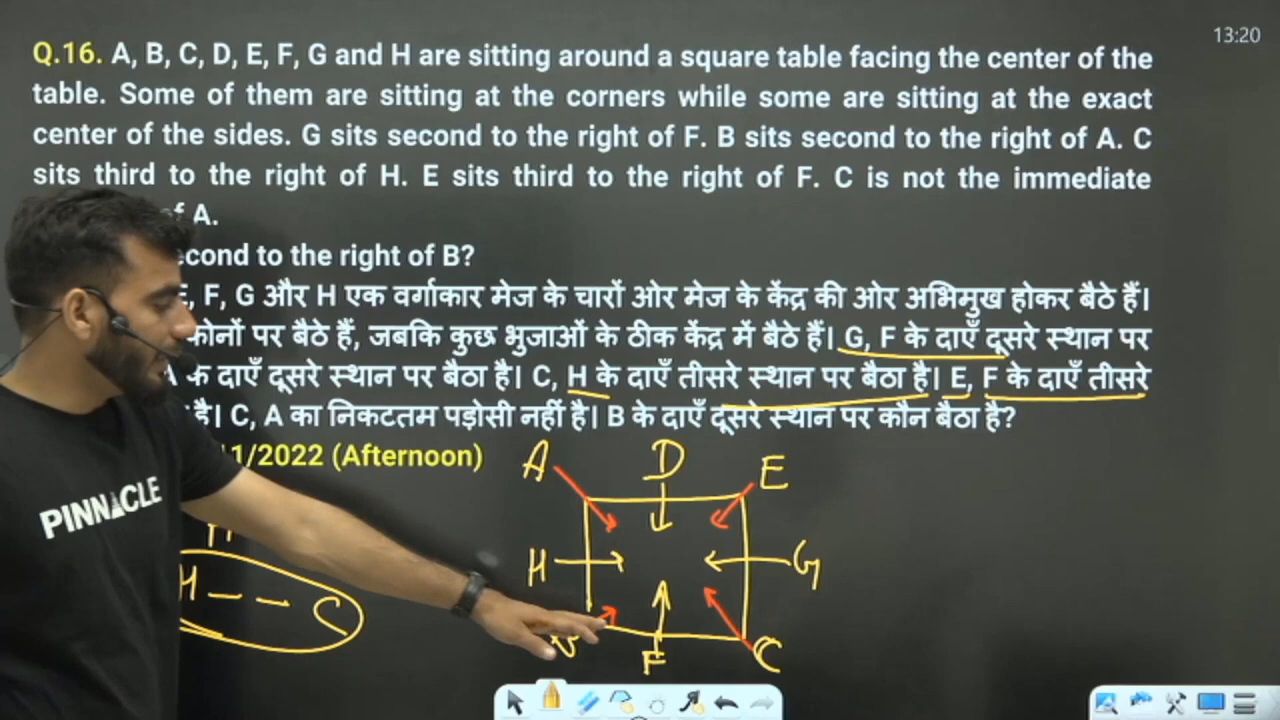 13:20
Q.16. A, B, C, D, E, F, G and H are sitting around a square table facing the center of the
table. Some of them are sitting at the corners while some are sitting at the exact
center of the sides. G sits second to the right of F. B sits second to the right of A. C
sits third to the right of H. E sits third to the right of F. C is not the immediate
of A.
econd to the right of B?
E, F, G और H एक वर्गाकार मेज के चारों ओर मेज के केंद्र की ओर अभिमुख होकर बैठे हैं।
कोनों पर बैठे हैं, जबकि कुछ भुजाओं के ठीक केंद्र में बैठे हैं। G, F के दाएँ दूसरे स्थान पर
A के दाएँ दूसरे स्थान पर बैठा है। C, H के दाएँ तीसरे स्थान पर बैठा है। E, F के दाएँ तीसरे
है। C, A का निकटतम पड़ोसी नहीं है। B के दाएँ दूसरे स्थान पर कौन बैठा है?
1/2022 (Afternoon)
A D E
PINNACLE
H G
H - - C
F C